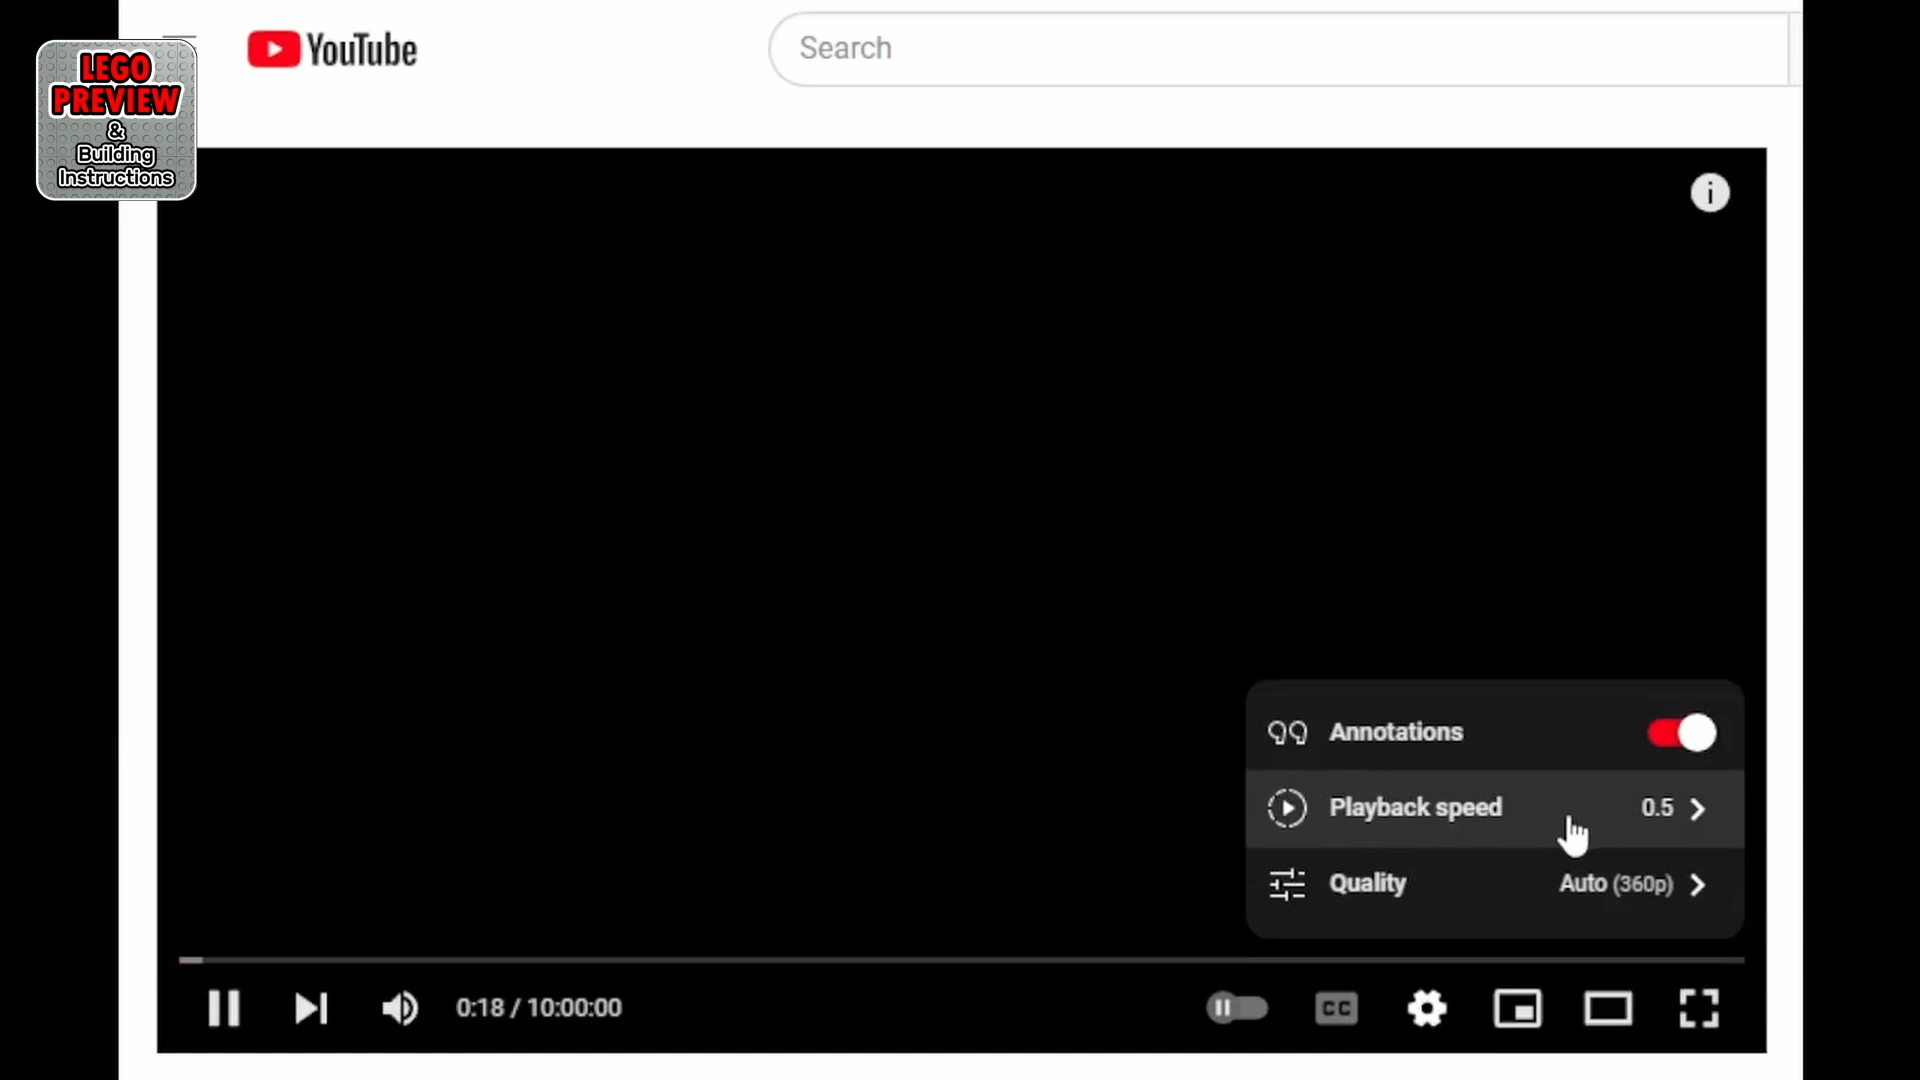 YouTube
Search
LEGO
PREVIEW
&
Building
Instructions
i
Annotations
Playback speed 0.5
Quality Auto (360p)
0:18 / 10:00:00
CC